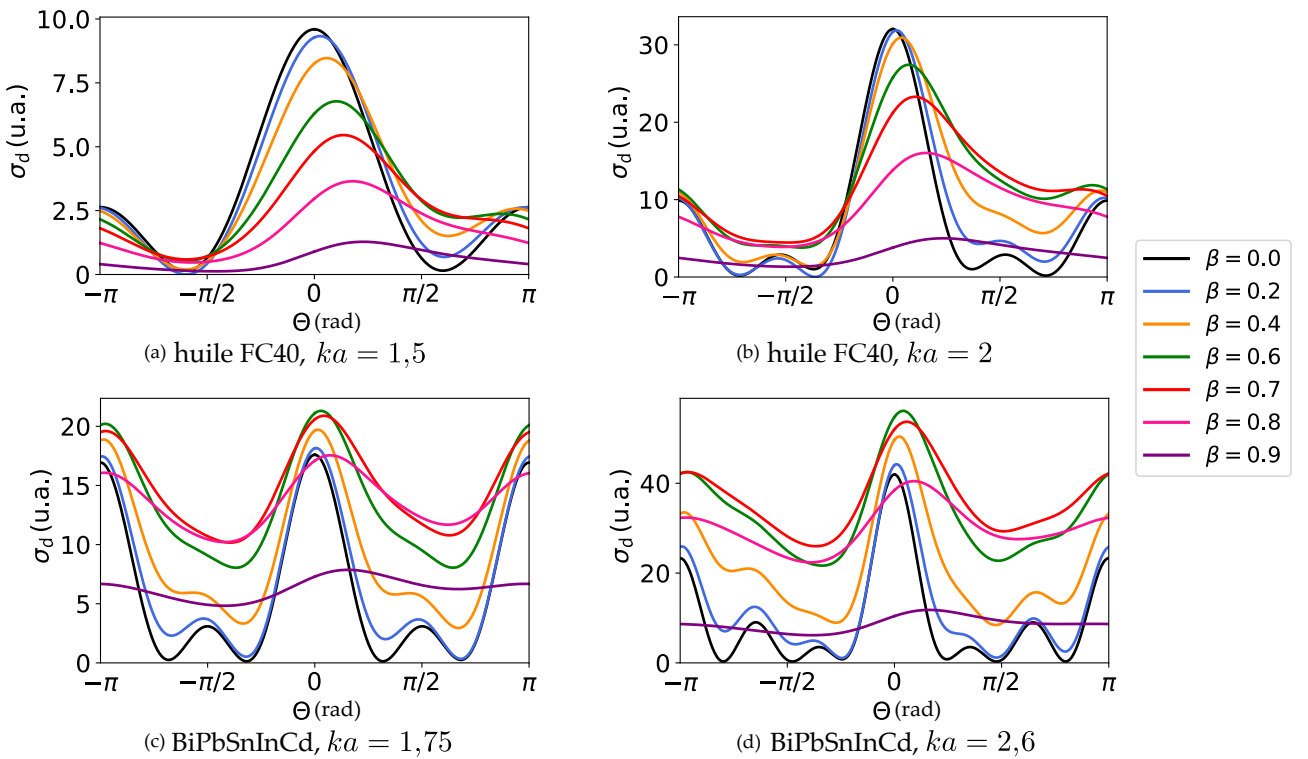 10.0
7.5
5.0
2.5
0
σd (u.a.)
−π
−π/2
0
π/2
π
Θ (rad)
(a) huile FC40, ka = 1,5
30
20
10
0
σd (u.a.)
−π
−π/2
0
π/2
π
Θ (rad)
(b) huile FC40, ka = 2
β = 0.0
β = 0.2
β = 0.4
β = 0.6
β = 0.7
β = 0.8
β = 0.9
20
15
10
5
0
σd (u.a.)
−π
−π/2
0
π/2
π
Θ (rad)
(c) BiPbSnInCd, ka = 1,75
40
20
0
σd (u.a.)
−π
−π/2
0
π/2
π
Θ (rad)
(d) BiPbSnInCd, ka = 2,6